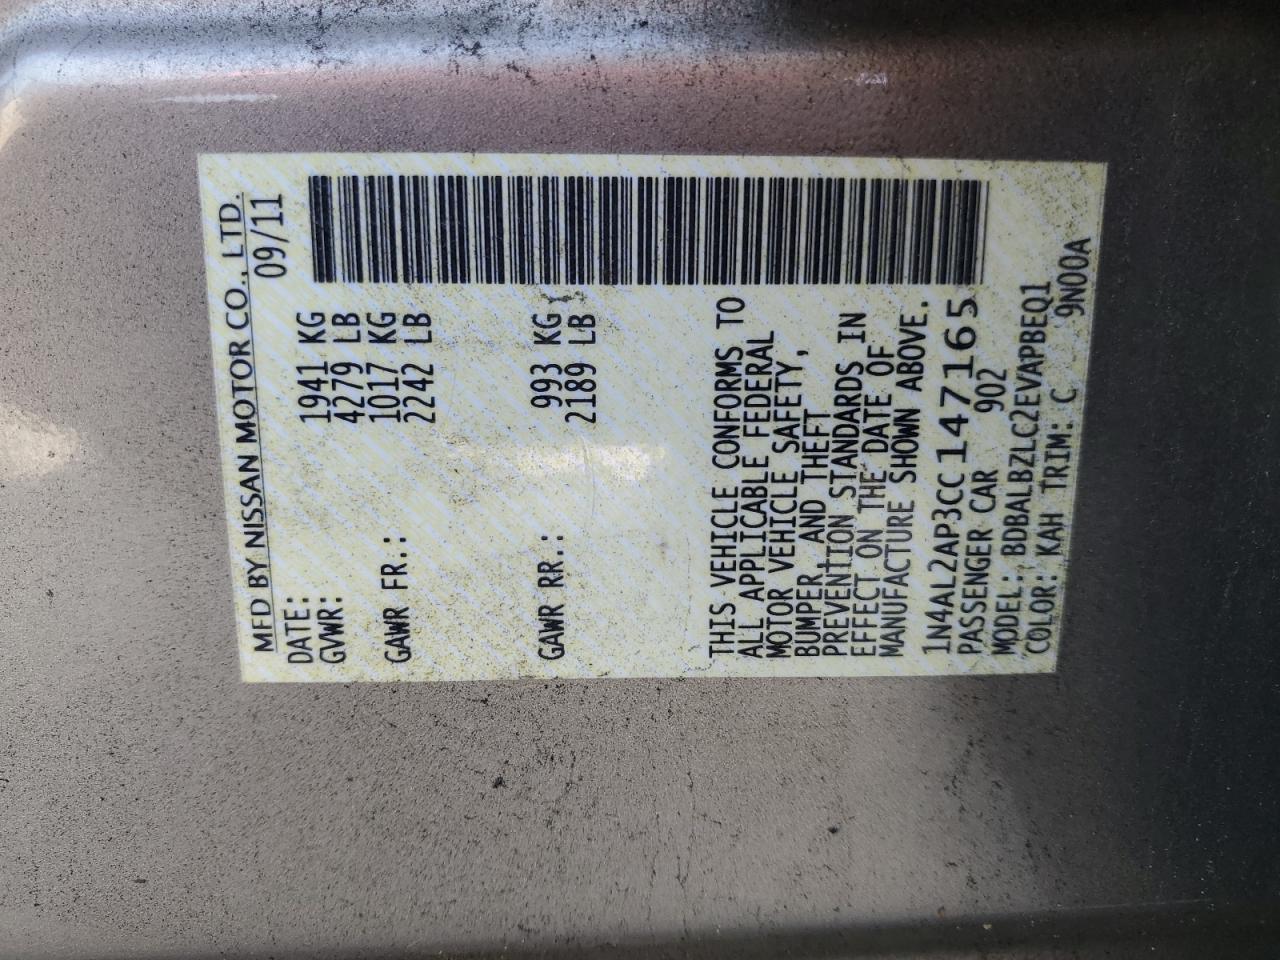 MFD BY NISSAN MOTOR CO., LTD.
DATE: 09/11
GVWR: 1941 KG
4279 LB
GAWR FR.: 1017 KG
2242 LB
GAWR RR.: 993 KG
2189 LB
THIS VEHICLE CONFORMS TO
ALL APPLICABLE FEDERAL
MOTOR VEHICLE SAFETY,
BUMPER, AND THEFT
PREVENTION STANDARDS IN
EFFECT ON THE DATE OF
MANUFACTURE SHOWN ABOVE.
1N4AL2AP3CC147165
PASSENGER CAR 902
MODEL: BDBALBZLC2EVAPBEQ1
COLOR: KAH TRIM: C 9N00A